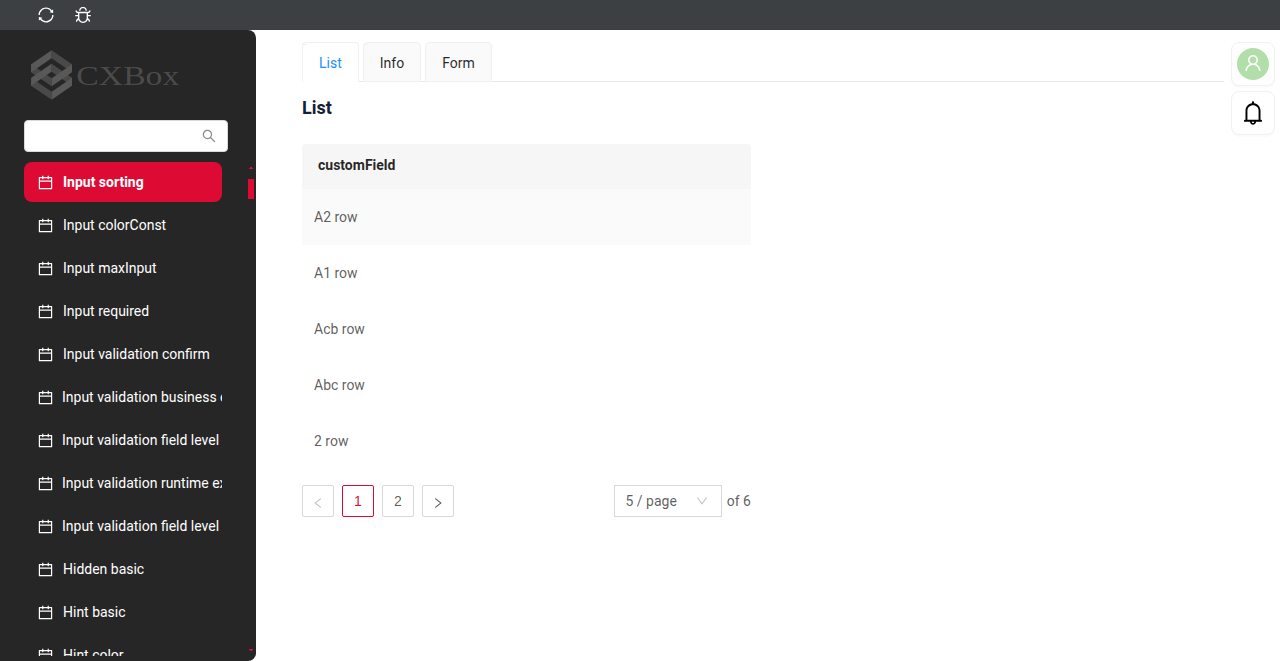 CXBox
Input sorting
Input colorConst
Input maxInput
Input required
Input validation confirm
Input validation business
Input validation field level
Input validation runtime
Input validation field level
Hidden basic
Hint basic
Hint color
List
Info
Form
List
customField
A2 row
A1 row
Acb row
Abc row
2 row
1
2
5 / page
of 6